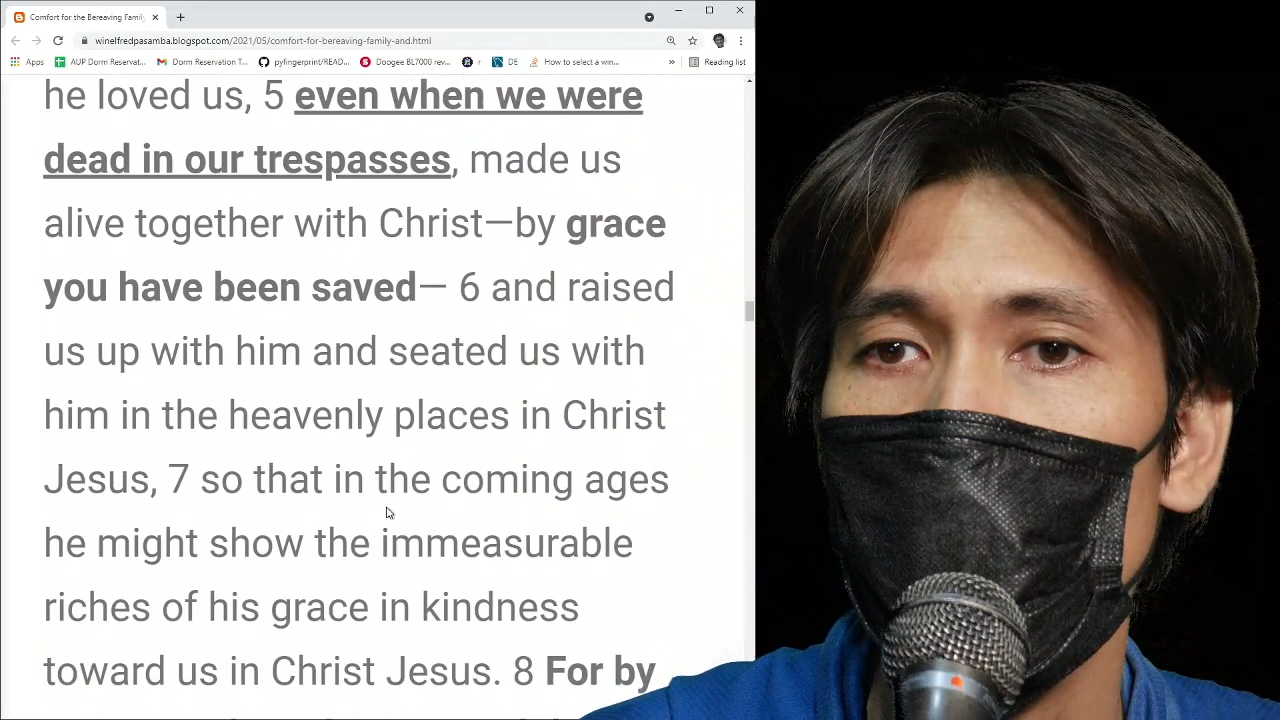 Comfort for the Bereaving Family
winelfredpasamba.blogspot.com/2021/05/comfort-for-bereaving-family-and.html
Apps AUP Dorm Reservat... Dorm Reservation T... pyfingerprint/READ... Doogee BL7000 rev... r DE How to select a win... » Reading list
he loved us, 5 even when we were
dead in our trespasses, made us
alive together with Christ—by grace
you have been saved— 6 and raised
us up with him and seated us with
him in the heavenly places in Christ
Jesus, 7 so that in the coming ages
he might show the immeasurable
riches of his grace in kindness
toward us in Christ Jesus. 8 For by